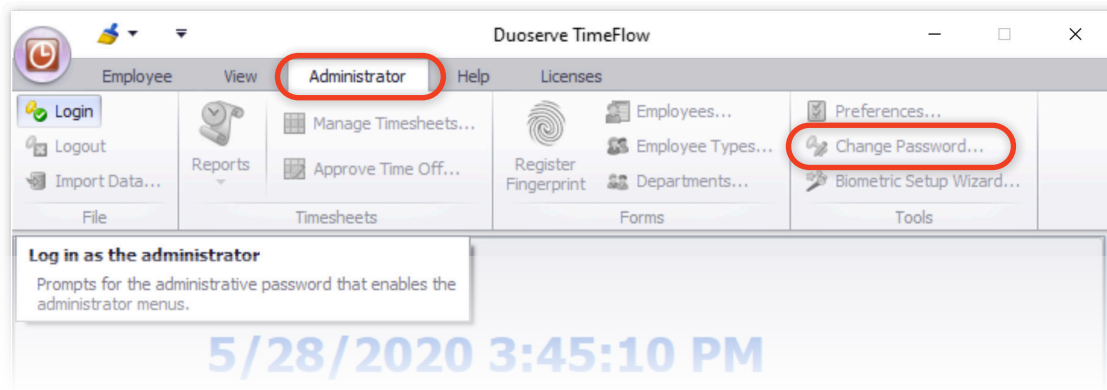 Duoserve TimeFlow
Employee View Administrator Help Licenses
Login
Logout
Import Data...
File
Reports
Manage Timesheets...
Approve Time Off...
Timesheets
Register
Fingerprint
Employees...
Employee Types...
Departments...
Forms
Preferences...
Change Password...
Biometric Setup Wizard...
Tools
Log in as the administrator
Prompts for the administrative password that enables the
administrator menus.
5/28/2020 3:45:10 PM